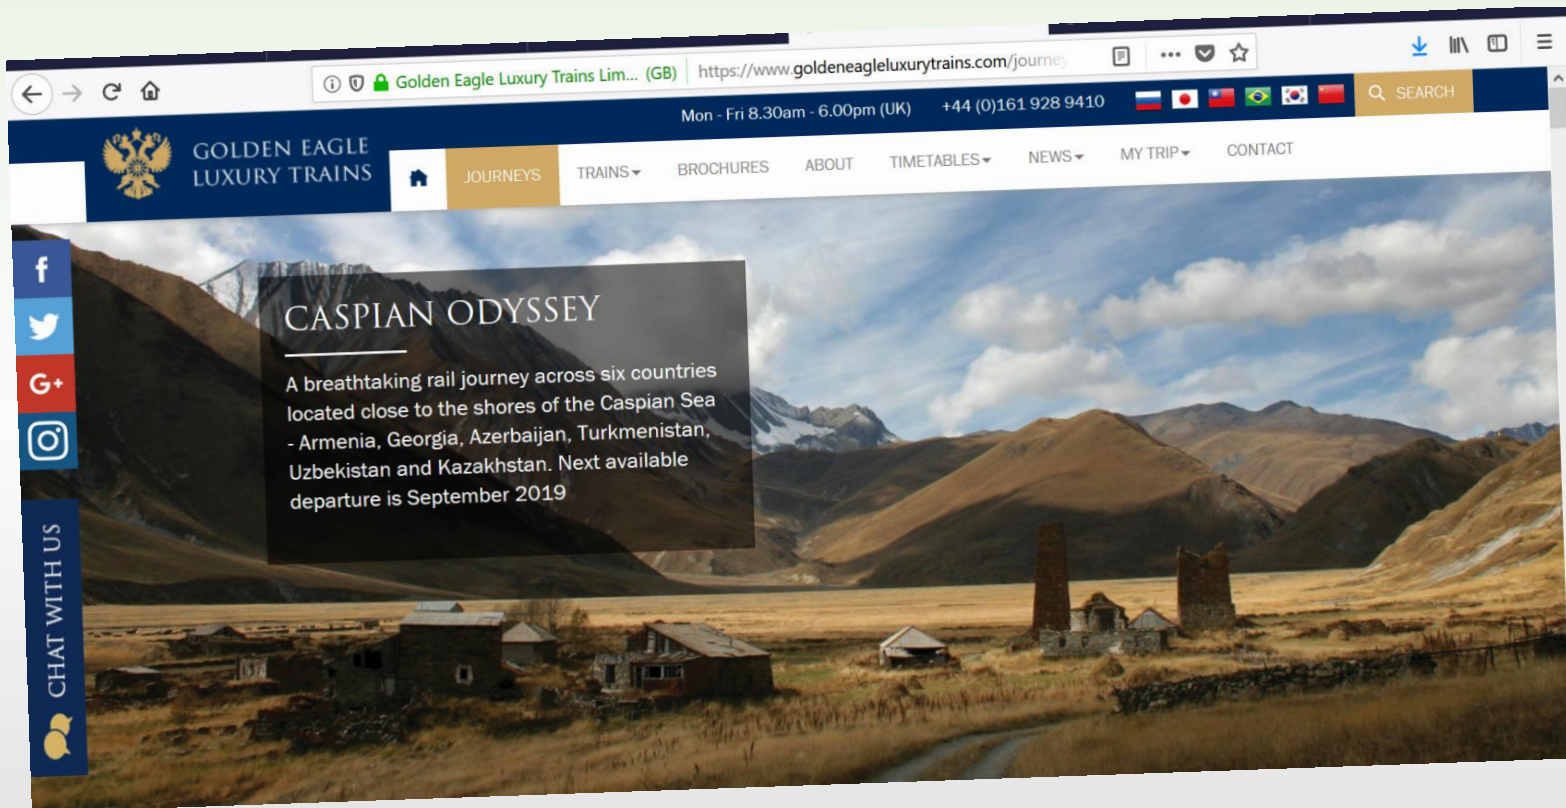 Golden Eagle Luxury Trains Lim... (GB)
https://www.goldeneagleluxurytrains.com/journey
Mon - Fri 8.30am - 6.00pm (UK) +44 (0)161 928 9410 SEARCH
GOLDEN EAGLE
LUXURY TRAINS
JOURNEYS TRAINS BROCHURES ABOUT TIMETABLES NEWS MY TRIP CONTACT
f
G+
CASPIAN ODYSSEY
A breathtaking rail journey across six countries
located close to the shores of the Caspian Sea
- Armenia, Georgia, Azerbaijan, Turkmenistan,
Uzbekistan and Kazakhstan. Next available
departure is September 2019
CHAT WITH US